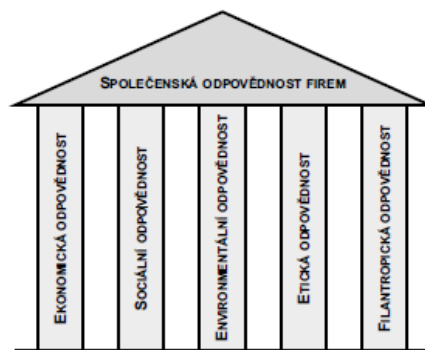 SPOLEČENSKÁ ODPOVĚDNOST FIREM
EKONOMICKÁ ODPOVĚDNOST
SOCIÁLNÍ ODPOVĚDNOST
ENVIRONMENTÁLNÍ ODPOVĚDNOST
ETICKÁ ODPOVĚDNOST
FILANTROPICKÁ ODPOVĚDNOST